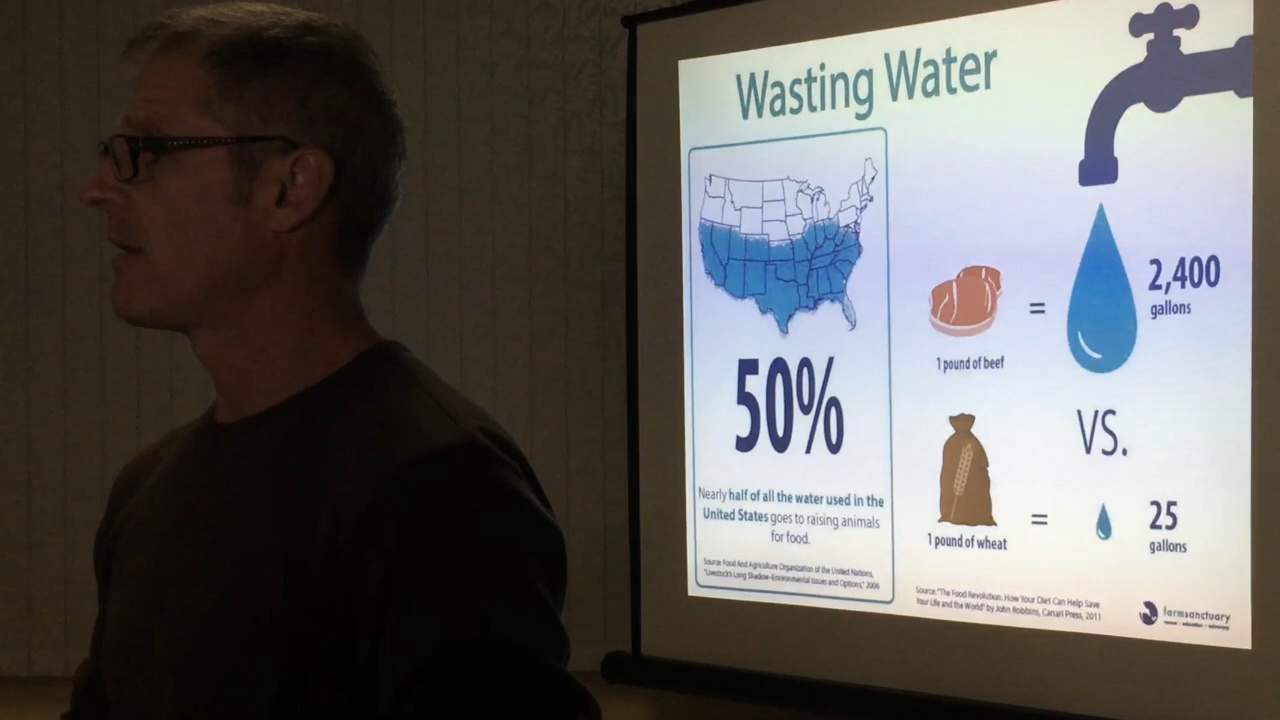 Wasting Water
50%
Nearly half of all the water used in the
United States goes to raising animals
for food.
Source: Food And Agriculture Organization of the United Nations,
"Livestock's Long Shadow–Environmental Issues and Options," 2006
=
2,400
gallons
1 pound of beef
VS.
=
25
gallons
1 pound of wheat
Source: "The Food Revolution: How Your Diet Can Help Save
Your Life and the World" by John Robbins, Canari Press, 2011
farmsanctuary